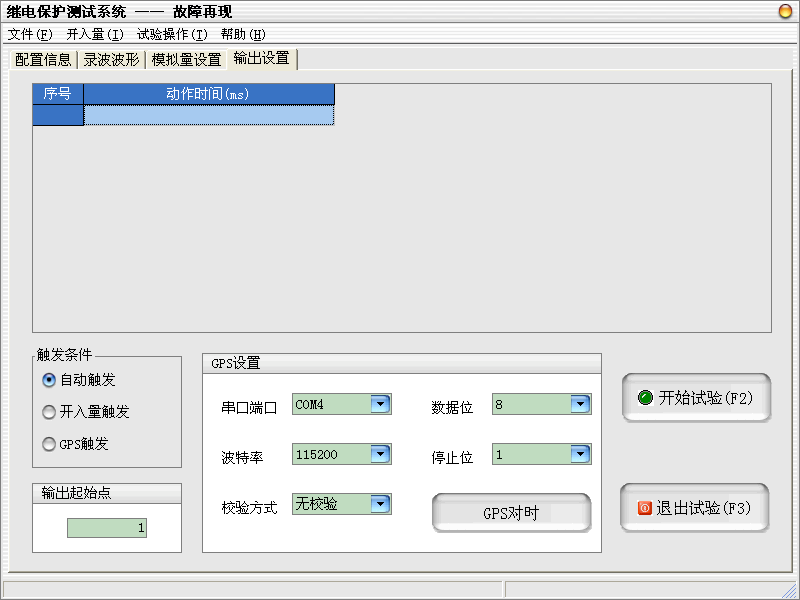 继电保护测试系统 —— 故障再现
文件(F) 开入量(I) 试验操作(T) 帮助(H)
配置信息 录波波形 模拟量设置 输出设置
序号 动作时间(ms)
触发条件
自动触发
开入量触发
GPS触发
输出起始点
1
GPS设置
串口端口 COM4 数据位 8
波特率 115200 停止位 1
校验方式 无校验 GPS对时
开始试验(F2)
退出试验(F3)